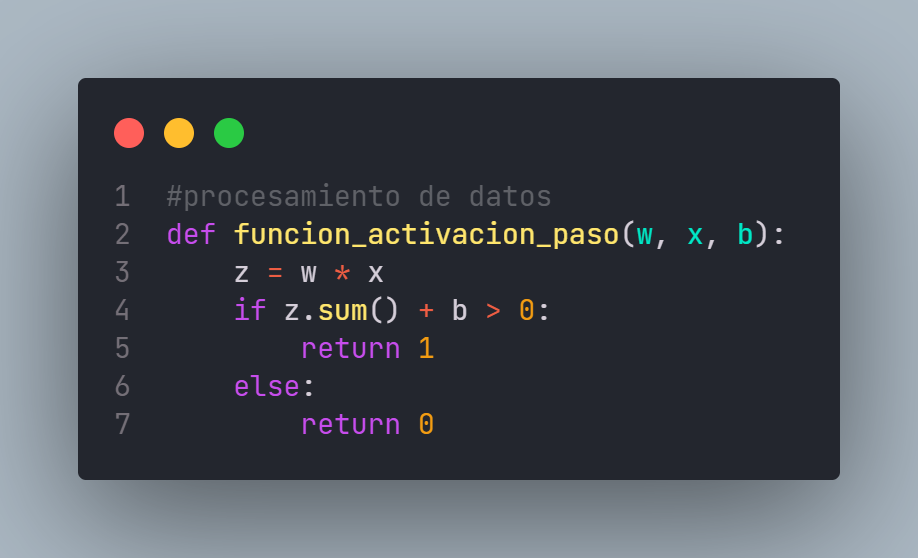 1 #procesamiento de datos
2 def funcion_activacion_paso(w, x, b):
3     z = w * x
4     if z.sum() + b > 0:
5         return 1
6     else:
7         return 0